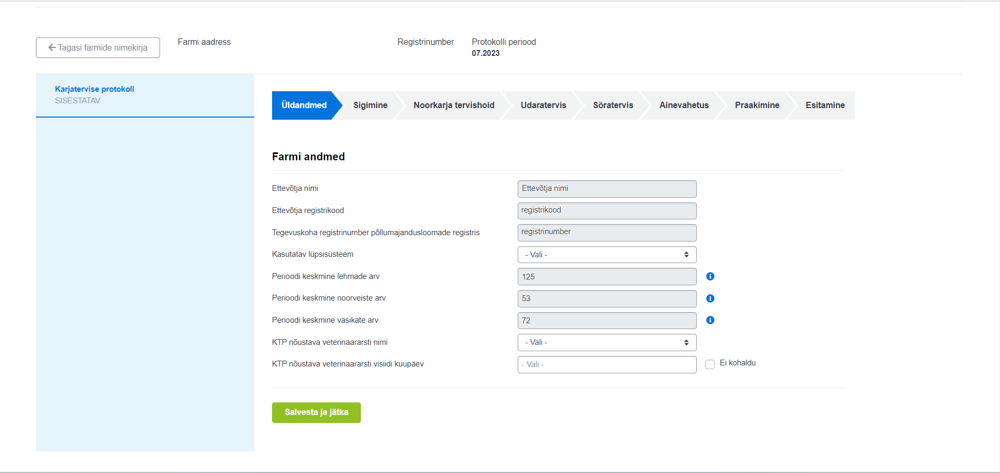 Tagasi farmide nimekirja
Farmi aadress
Registrinumber
Protokolli periood
07.2023
Karjatervise protokoll
SISESTATAV
Üldandmed
Sigimine
Noorkarja tervishoid
Udaratervis
Sõratervis
Ainevahetus
Praakimine
Esitamine
Farmi andmed
Ettevõtja nimi
Ettevõtja nimi
Ettevõtja registrikood
registrikood
Tegevuskoha registrinumber põllumajandusloomade registris
registrinumber
Kasutatav lüpsisüsteem
- Vali -
Perioodi keskmine lehmade arv
125
Perioodi keskmine noorveiste arv
53
Perioodi keskmine vasikate arv
72
KTP nõustava veterinaararsti nimi
- Vali -
KTP nõustava veterinaararsti visiidi kuupäev
- Vali -
Ei kohaldu
Salvesta ja jätka